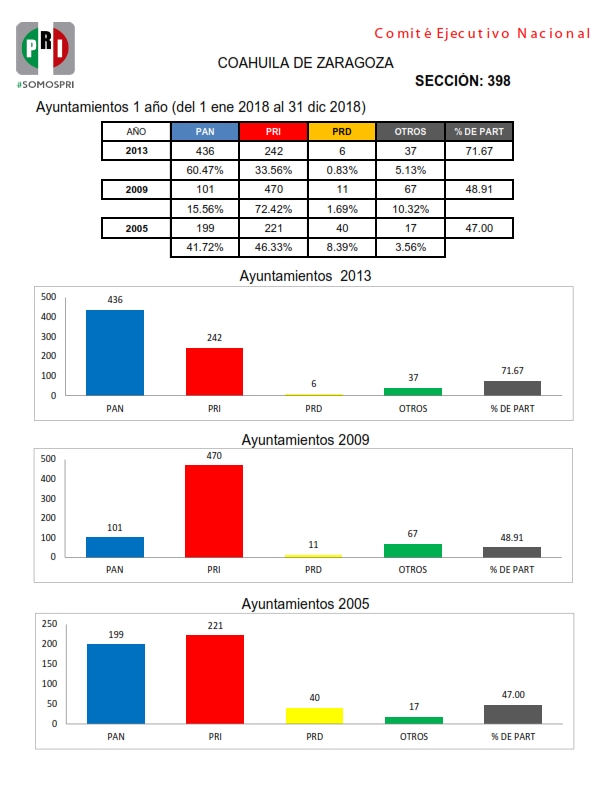 Comité Ejecutivo Nacional
PRI
#SOMOSPRI
COAHUILA DE ZARAGOZA
SECCIÓN: 398
Ayuntamientos 1 año (del 1 ene 2018 al 31 dic 2018)
AÑO PAN PRI PRD OTROS % DE PART
2013 436 242 6 37 71.67
60.47% 33.56% 0.83% 5.13%
2009 101 470 11 67 48.91
15.56% 72.42% 1.69% 10.32%
2005 199 221 40 17 47.00
41.72% 46.33% 8.39% 3.56%
Ayuntamientos 2013
500
400
300
200
100
0
436 242 6 37 71.67
PAN PRI PRD OTROS % DE PART
Ayuntamientos 2009
500
400
300
200
100
0
101 470 11 67 48.91
PAN PRI PRD OTROS % DE PART
Ayuntamientos 2005
250
200
150
100
50
0
199 221 40 17 47.00
PAN PRI PRD OTROS % DE PART